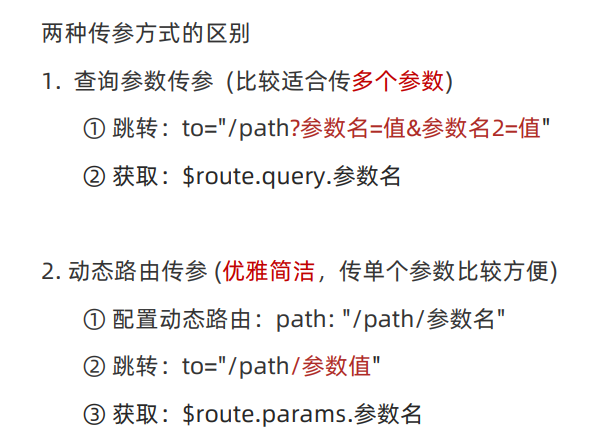 两种传参方式的区别
1. 查询参数传参 (比较适合传多个参数)
① 跳转：to="/path?参数名=值&参数名2=值"
② 获取：$route.query.参数名
2. 动态路由传参 (优雅简洁，传单个参数比较方便)
① 配置动态路由：path: "/path/参数名"
② 跳转：to="/path/参数值"
③ 获取：$route.params.参数名